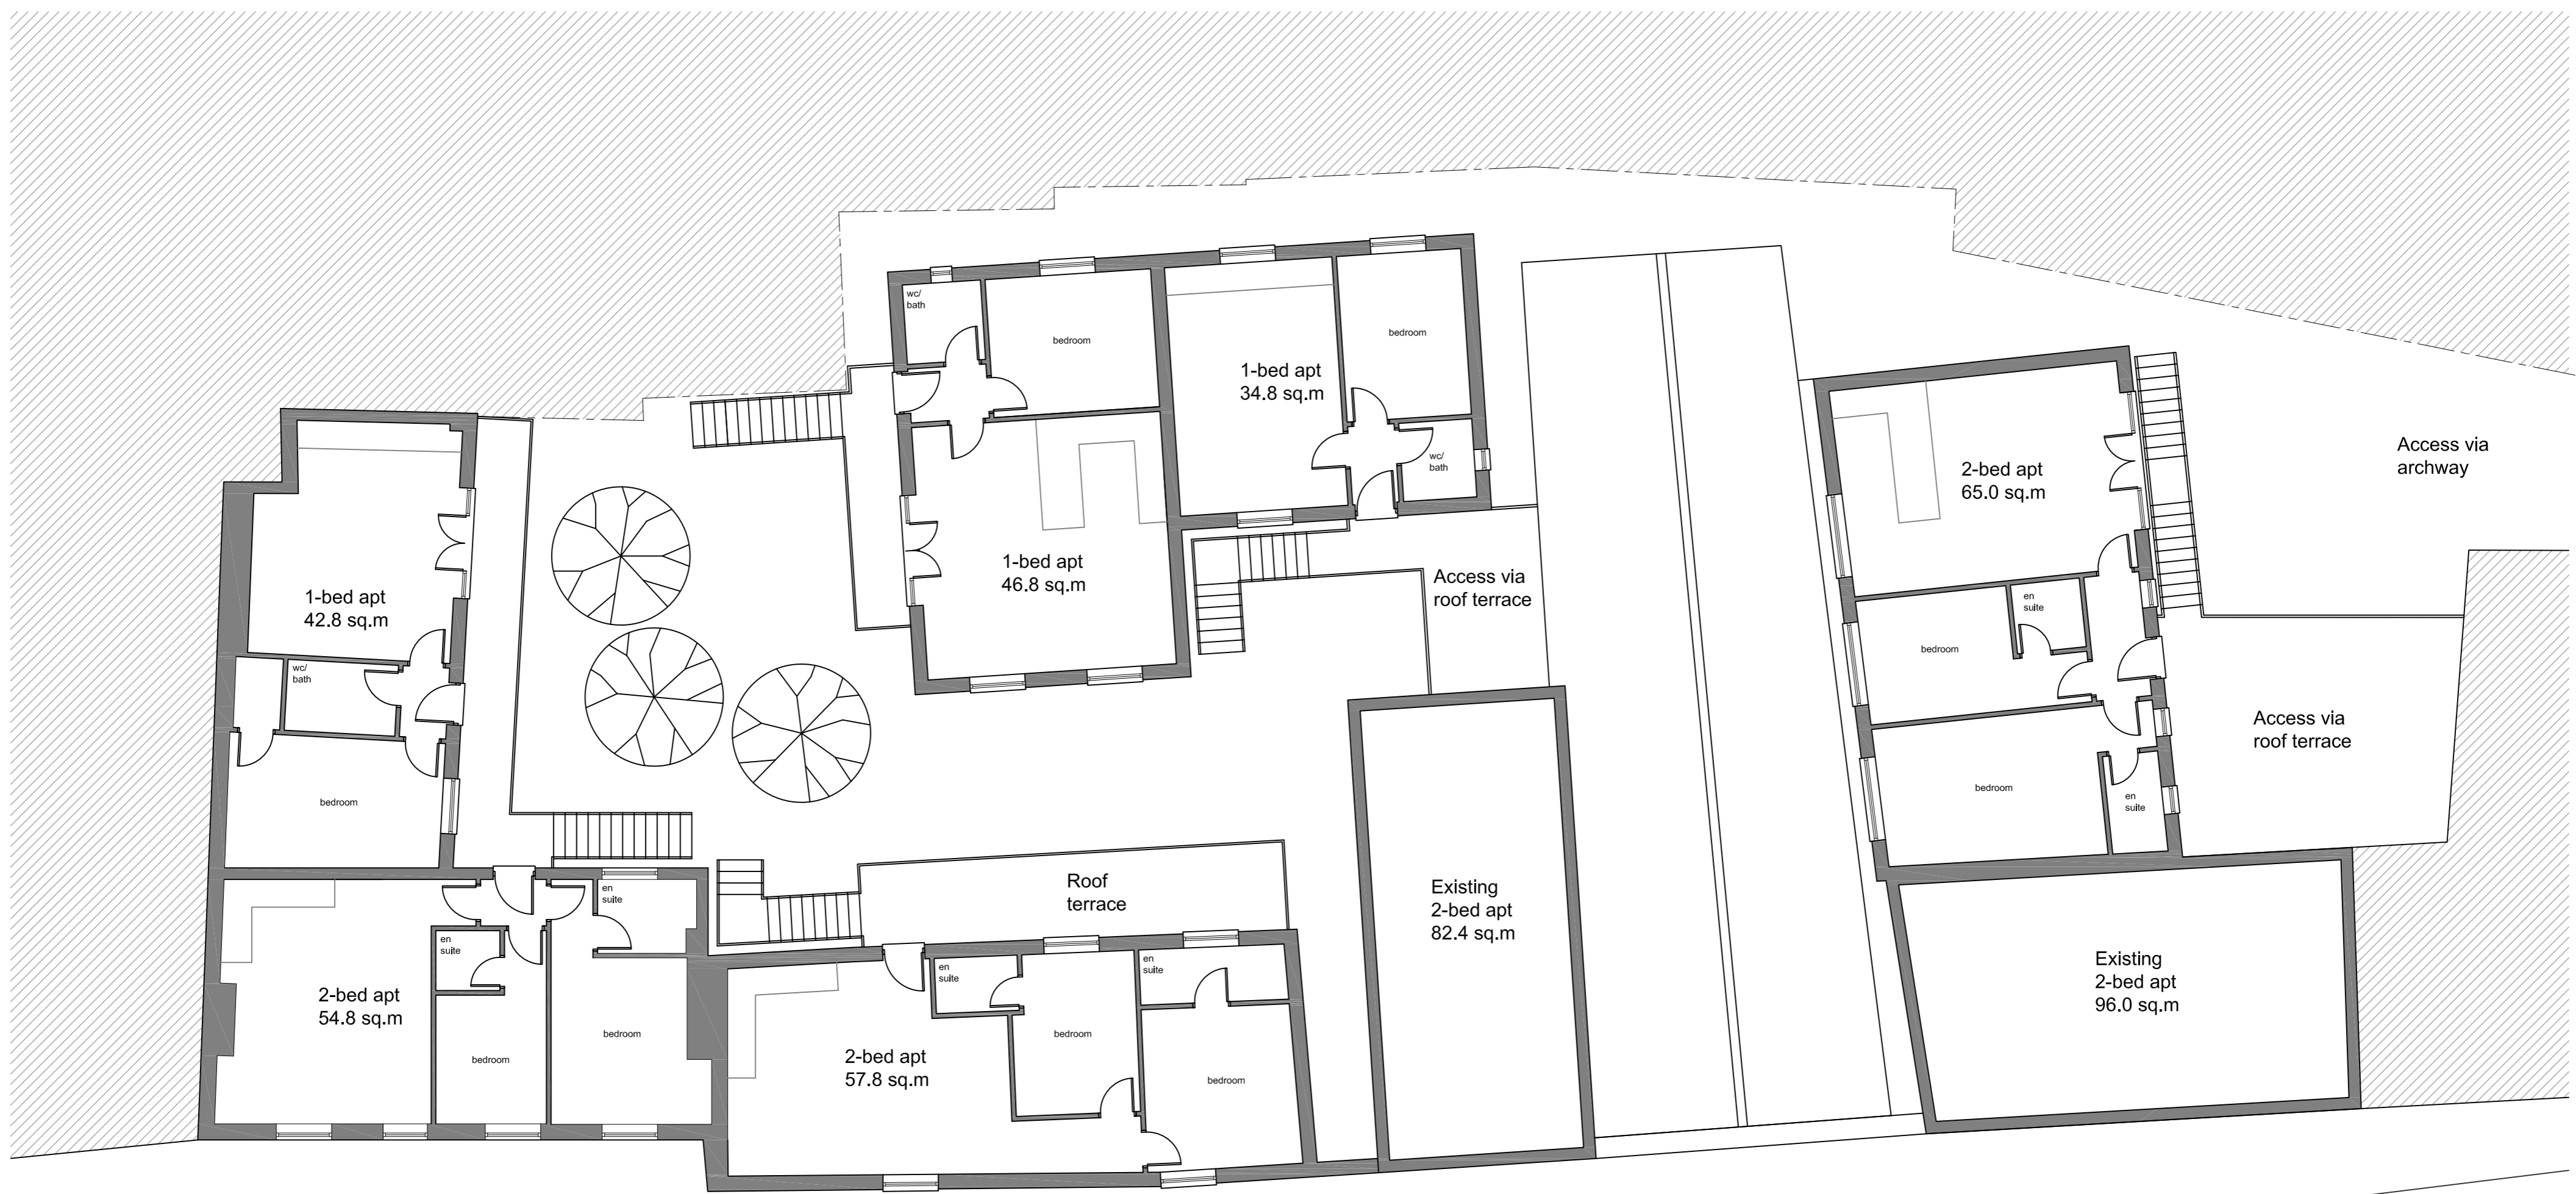 wc/
bath
bedroom
1-bed apt
34.8 sq.m
bedroom
wc/
bath
1-bed apt
46.8 sq.m
Access via
roof terrace
2-bed apt
65.0 sq.m
Access via
archway
en
suite
bedroom
bedroom
en
suite
Access via
roof terrace
1-bed apt
42.8 sq.m
wc/
bath
bedroom
en
suite
en
suite
2-bed apt
54.8 sq.m
bedroom
bedroom
Roof
terrace
en
suite
en
suite
2-bed apt
57.8 sq.m
bedroom
bedroom
Existing
2-bed apt
82.4 sq.m
Existing
2-bed apt
96.0 sq.m